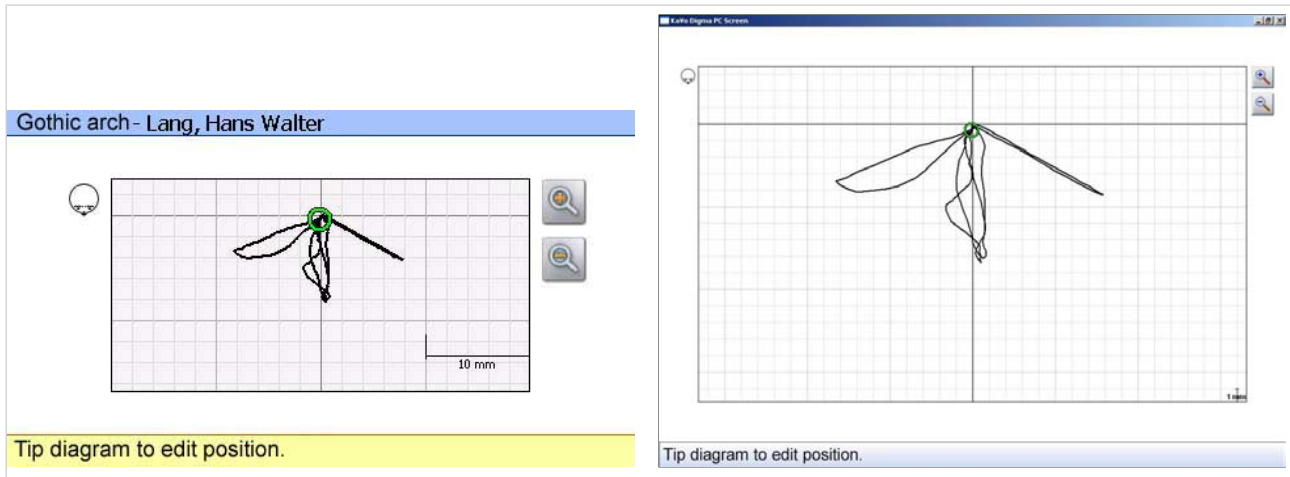 Gothic arch - Lang, Hans Walter
10 mm
Tip diagram to edit position.
KaVo Digma PC Screen
1 mm
Tip diagram to edit position.